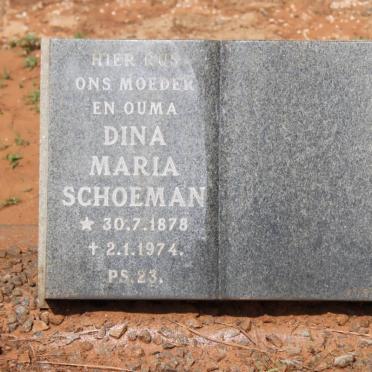 HIER RUS
ONS MOEDER
EN OUMA
DINA
MARIA
SCHOEMAN
★ 30.7.1878
✝ 2.1.1974.
PS. 23.